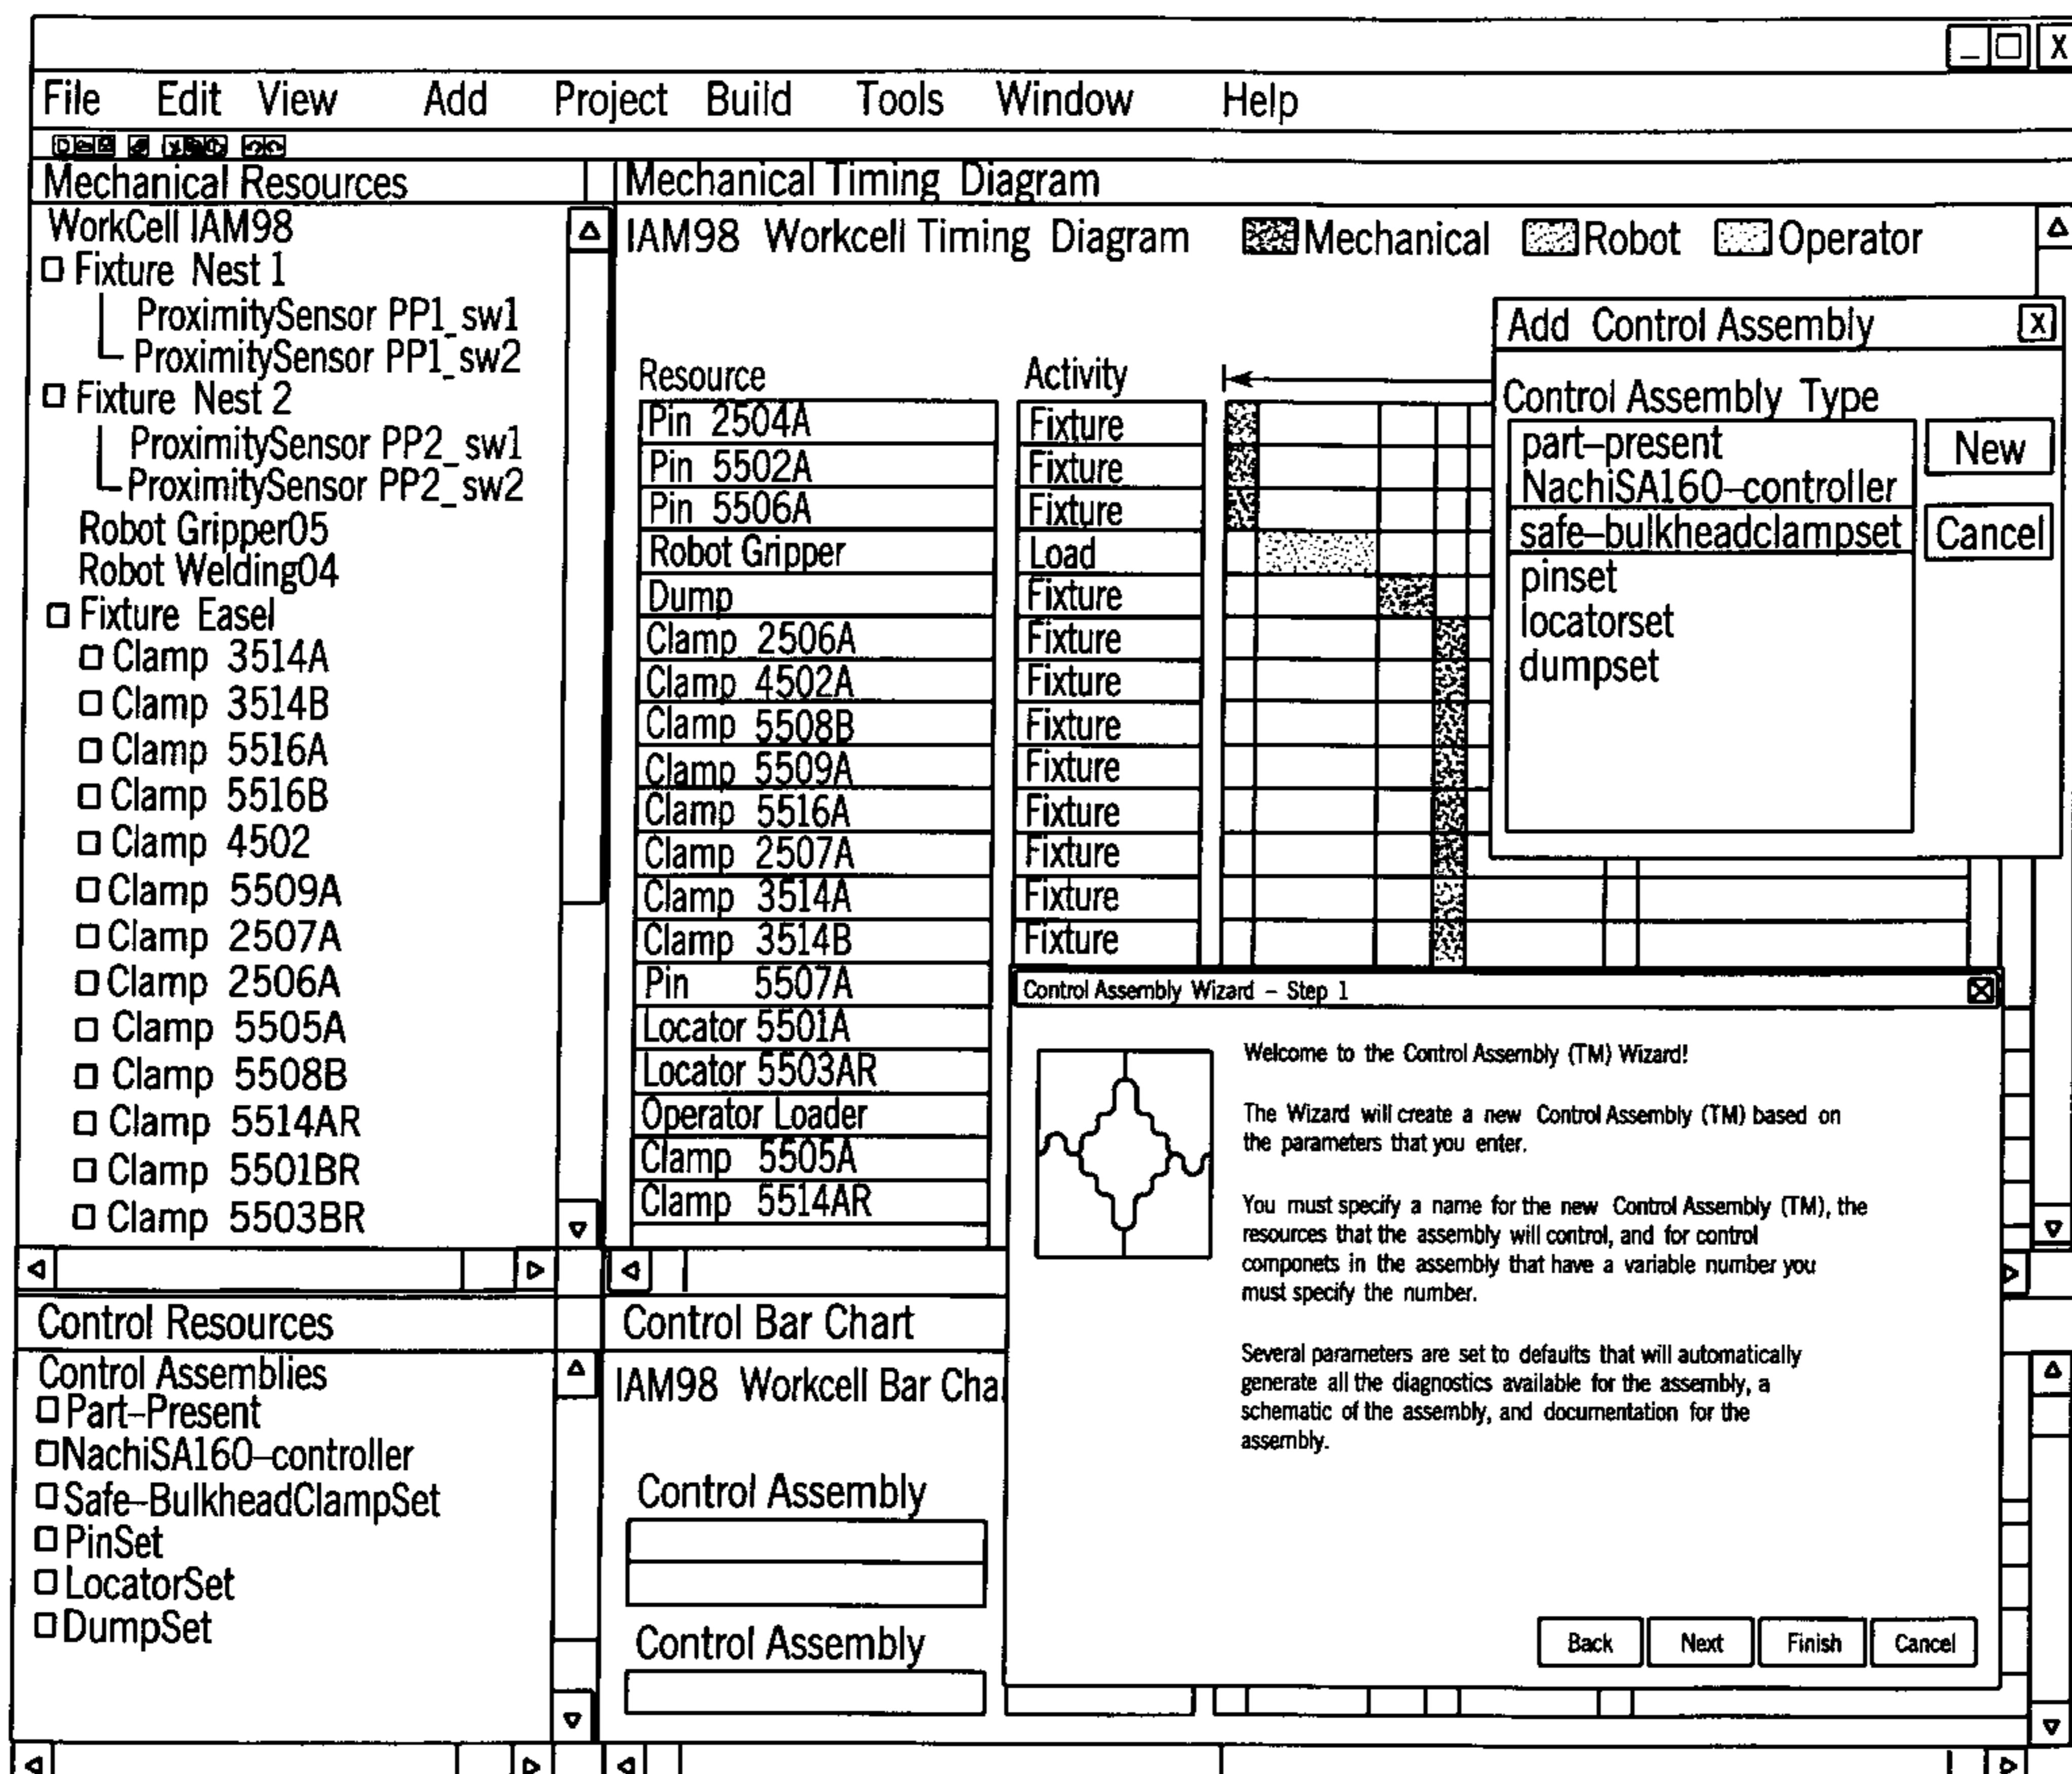 File Edit View Add Project Build Tools Window Help
Mechanical Resources
WorkCell IAM98
Fixture Nest 1
ProximitySensor PP1_sw1
ProximitySensor PP1_sw2
Fixture Nest 2
ProximitySensor PP2_sw1
ProximitySensor PP2_sw2
Robot Gripper05
Robot Welding04
Fixture Easel
Clamp 3514A
Clamp 3514B
Clamp 5516A
Clamp 5516B
Clamp 4502
Clamp 5509A
Clamp 2507A
Clamp 2506A
Clamp 5505A
Clamp 5508B
Clamp 5514AR
Clamp 5501BR
Clamp 5503BR
Mechanical Timing Diagram
IAM98 Workcell Timing Diagram Mechanical Robot Operator
Resource Activity
Pin 2504A Fixture
Pin 5502A Fixture
Pin 5506A Fixture
Robot Gripper Load
Dump Fixture
Clamp 2506A Fixture
Clamp 4502A Fixture
Clamp 5508B Fixture
Clamp 5509A Fixture
Clamp 5516A Fixture
Clamp 2507A Fixture
Clamp 3514A Fixture
Clamp 3514B Fixture
Pin 5507A
Locator 5501A
Locator 5503AR
Operator Loader
Clamp 5505A
Clamp 5514AR
Add Control Assembly X
Control Assembly Type
part-present
NachiSA160-controller
safe-bulkheadclampset
pinset
locatorset
dumpset
New
Cancel
Control Assembly Wizard - Step 1
Welcome to the Control Assembly (TM) Wizard!
The Wizard will create a new Control Assembly (TM) based on
the parameters that you enter.
You must specify a name for the new Control Assembly (TM), the
resources that the assembly will control, and for control
componets in the assembly that have a variable number you
must specify the number.
Several parameters are set to defaults that will automatically
generate all the diagnostics available for the assembly, a
schematic of the assembly, and documentation for the
assembly.
Back Next Finish Cancel
Control Resources
Control Assemblies
Part-Present
NachiSA160-controller
Safe-BulkheadClampSet
PinSet
LocatorSet
DumpSet
Control Bar Chart
IAM98 Workcell Bar Cha
Control Assembly
Control Assembly